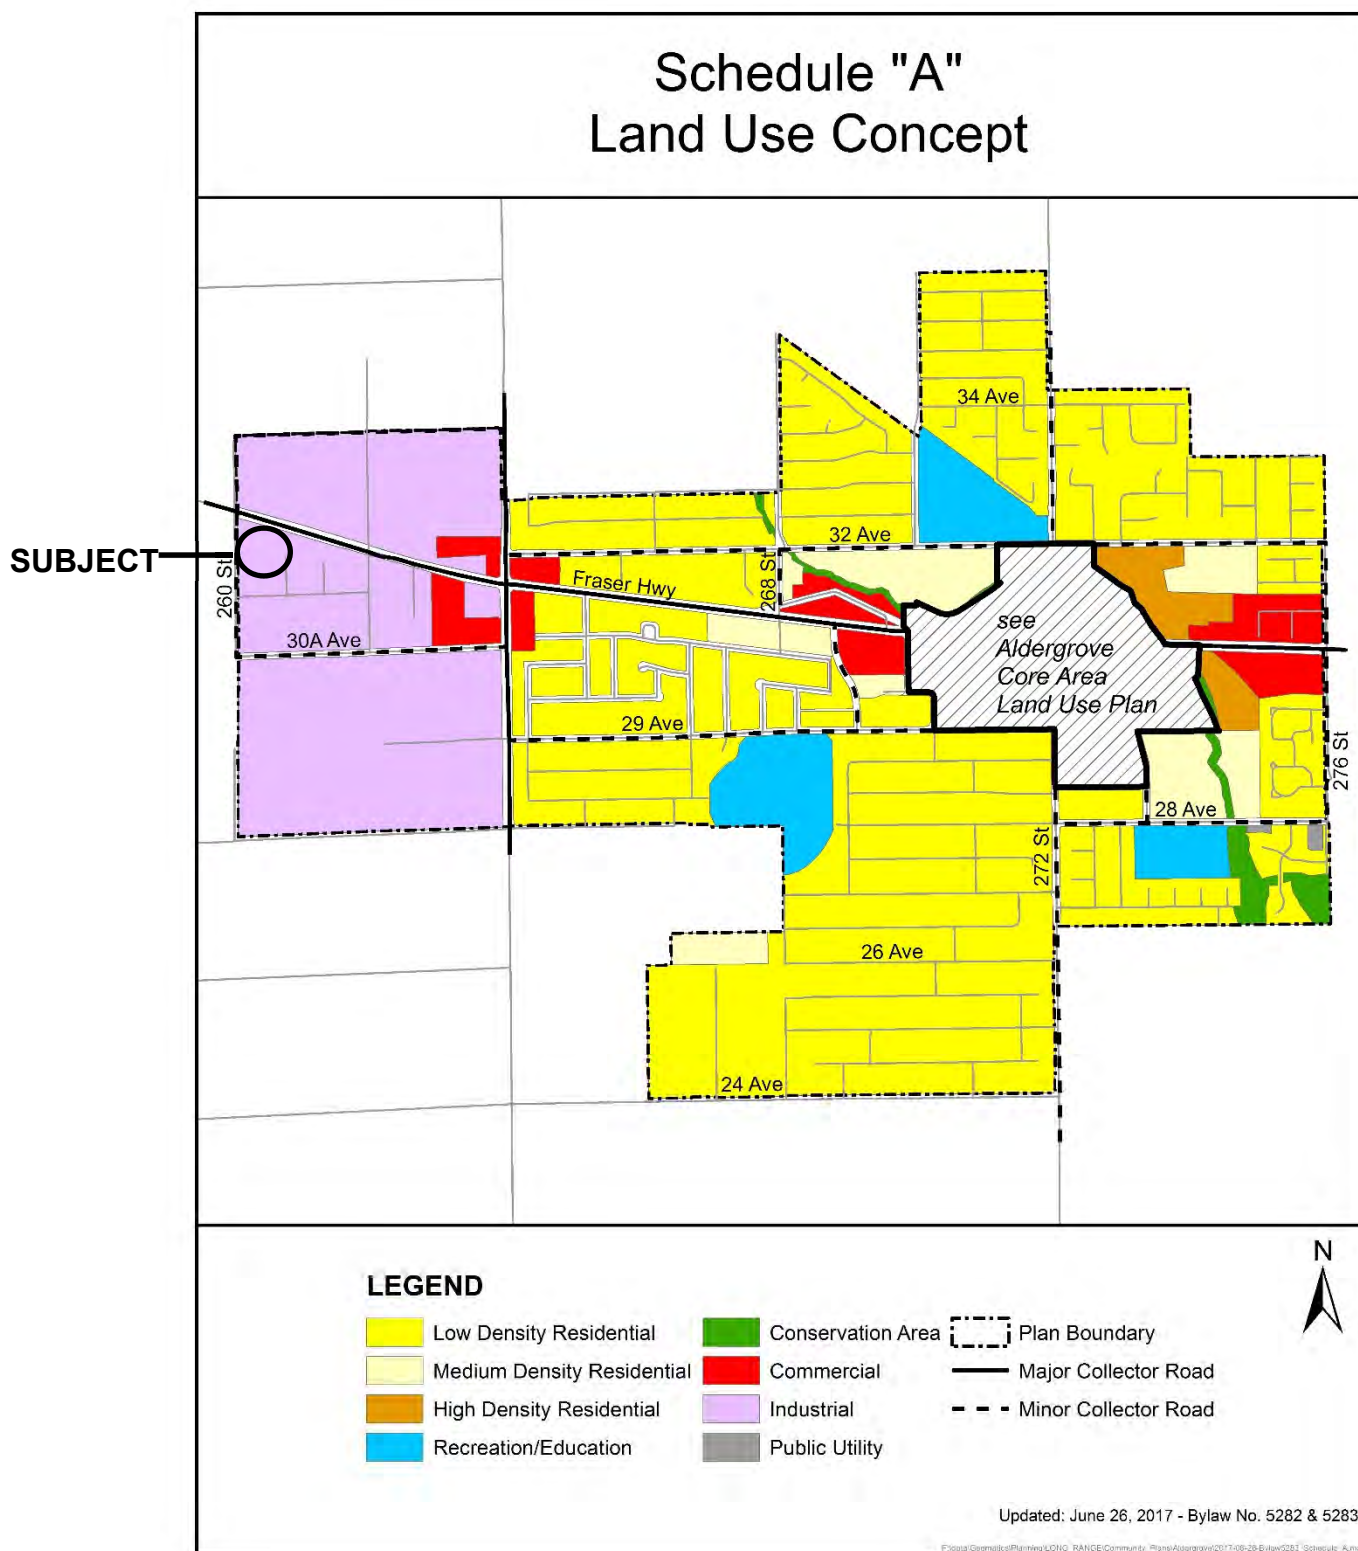 Schedule "A"
Land Use Concept
34 Ave
32 Ave
SUBJECT
260 St
268 St
Fraser Hwy
30A Ave
see
Aldergrove
Core Area
Land Use Plan
29 Ave
276 St
28 Ave
272 St
26 Ave
24 Ave
N
LEGEND
Low Density Residential
Medium Density Residential
High Density Residential
Recreation/Education
Conservation Area
Commercial
Industrial
Public Utility
Plan Boundary
Major Collector Road
Minor Collector Road
Updated: June 26, 2017 - Bylaw No. 5282 & 5283